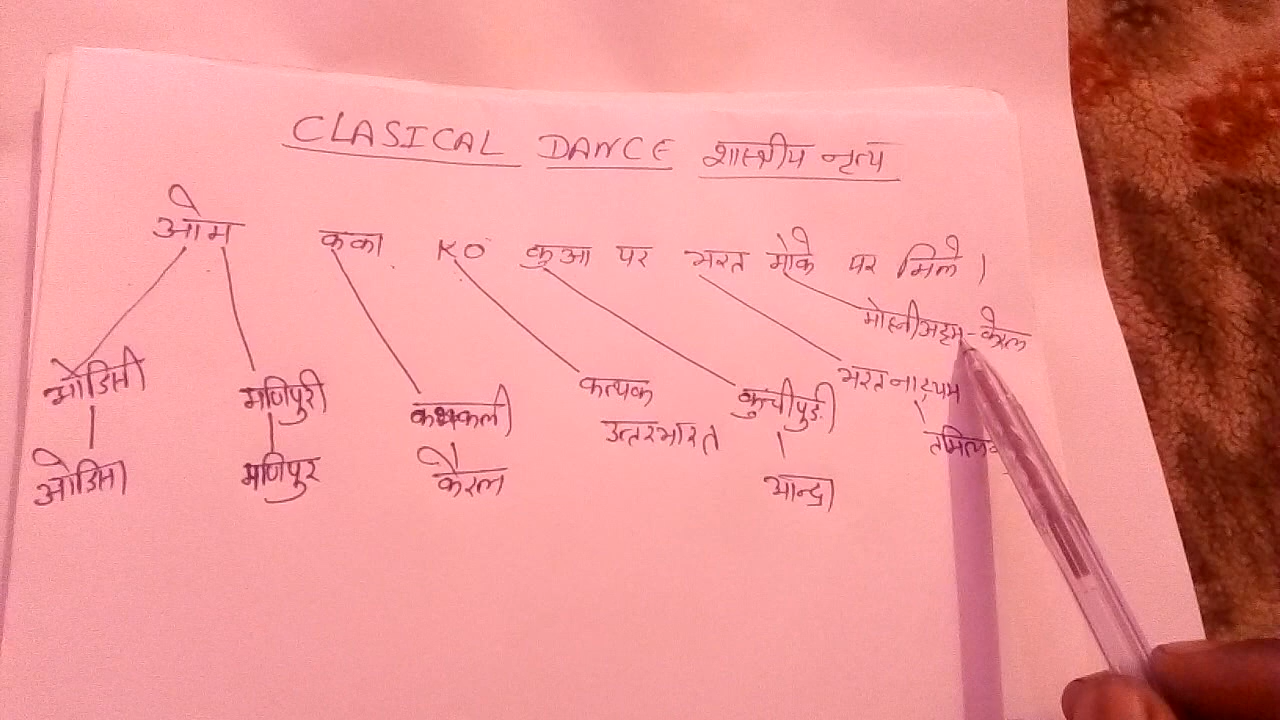 CLASICAL DANCE शास्त्रीय नृत्य
ओम कका KO कुआ पर भरत मोके पर मिले।
मोहनीअट्टम-केरल
ओडिसी मणिपुरी कथकली कत्थक कुचीपुडी भरतनाट्यम
ओडिसा मणिपुर केरल उत्तरभारत आन्द्रा